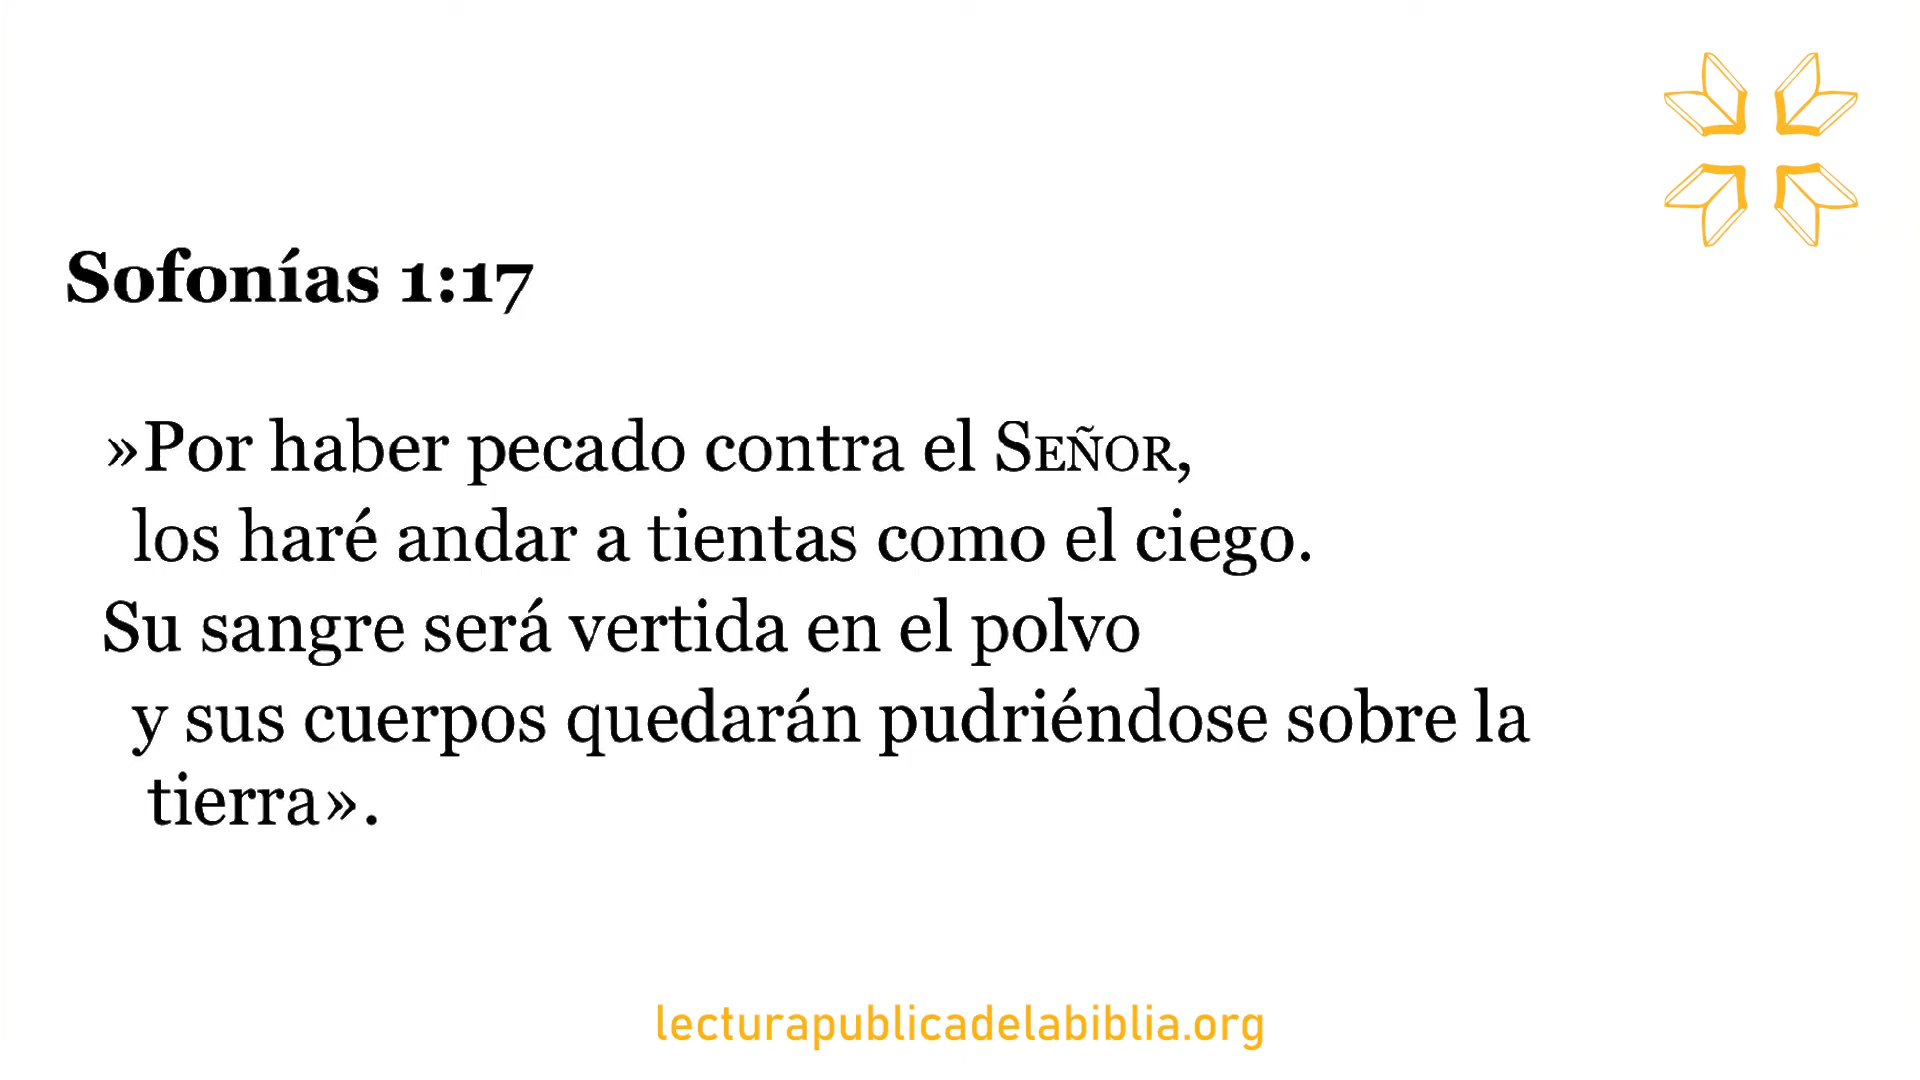 Sofonías 1:17
»Por haber pecado contra el Señor,
los haré andar a tientas como el ciego.
Su sangre será vertida en el polvo
y sus cuerpos quedarán pudriéndose sobre la
tierra».
lecturapublicadelabiblia.org